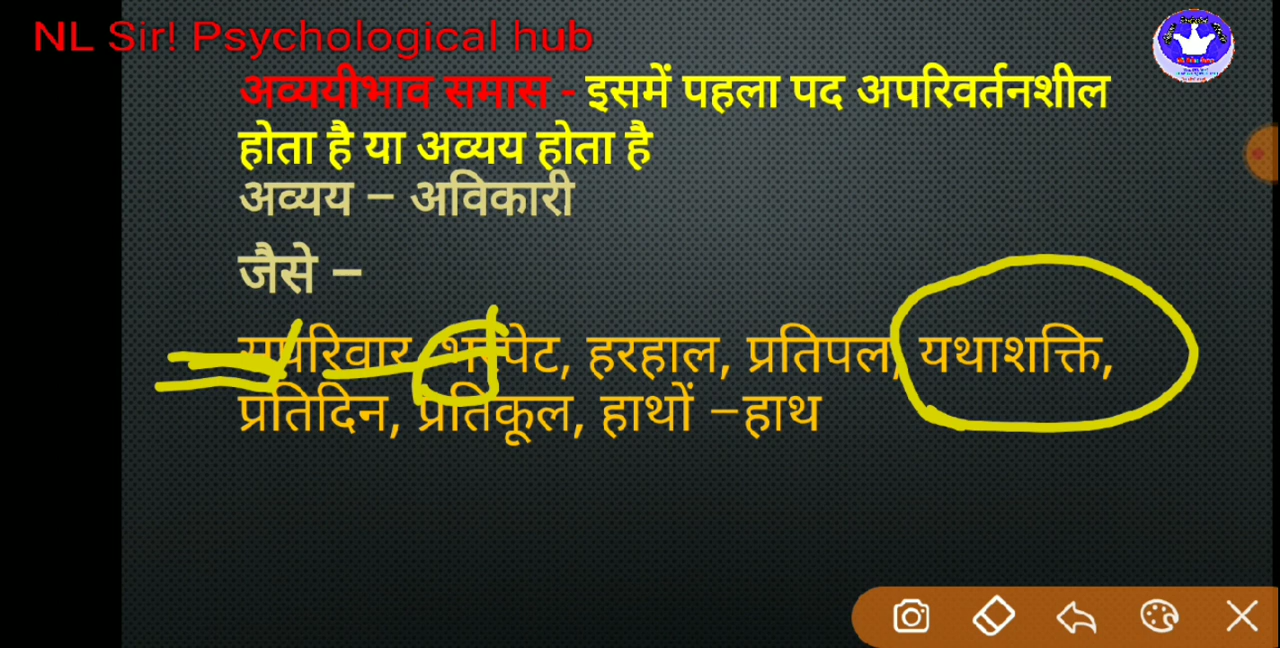 NL Sir! Psychological hub
अव्ययीभाव समास - इसमें पहला पद अपरिवर्तनशील
होता है या अव्यय होता है
अव्यय – अविकारी
जैसे –
सपरिवार, भरपेट, हरहाल, प्रतिपल, यथाशक्ति,
प्रतिदिन, प्रतिकूल, हाथों –हाथ